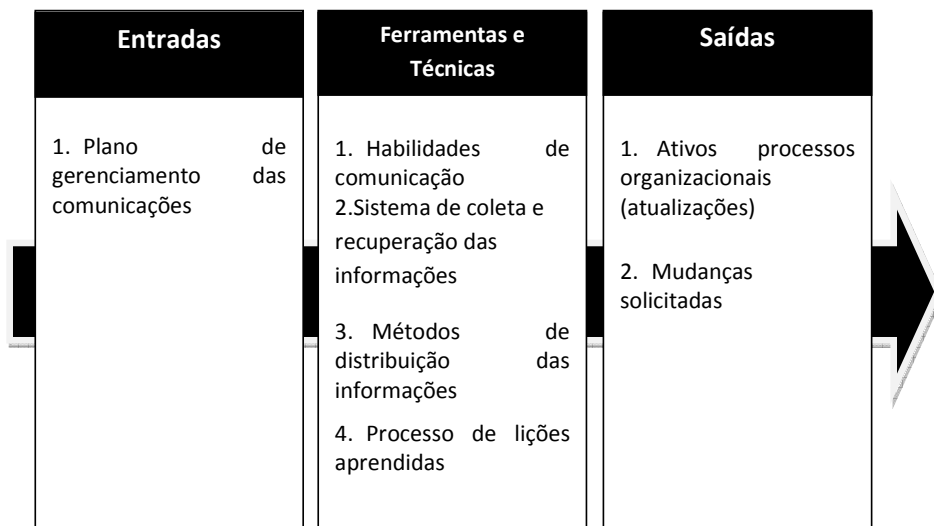 Entradas
1. Plano de
gerenciamento das
comunicações
Ferramentas e
Técnicas
1. Habilidades de
comunicação
2.Sistema de coleta e
recuperação das
informações
3. Métodos de
distribuição das
informações
4. Processo de lições
aprendidas
Saídas
1. Ativos processos
organizacionais
(atualizações)
2. Mudanças
solicitadas